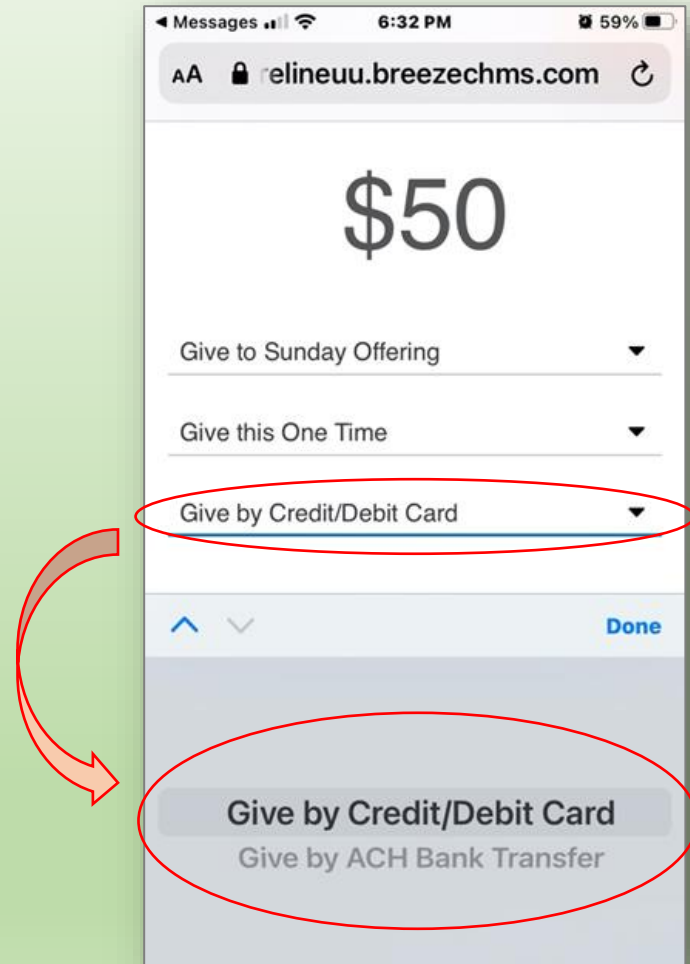 Messages 6:32 PM 59%
AA relineuu.breezechms.com
$50
Give to Sunday Offering
Give this One Time
Give by Credit/Debit Card
Done
Give by Credit/Debit Card
Give by ACH Bank Transfer